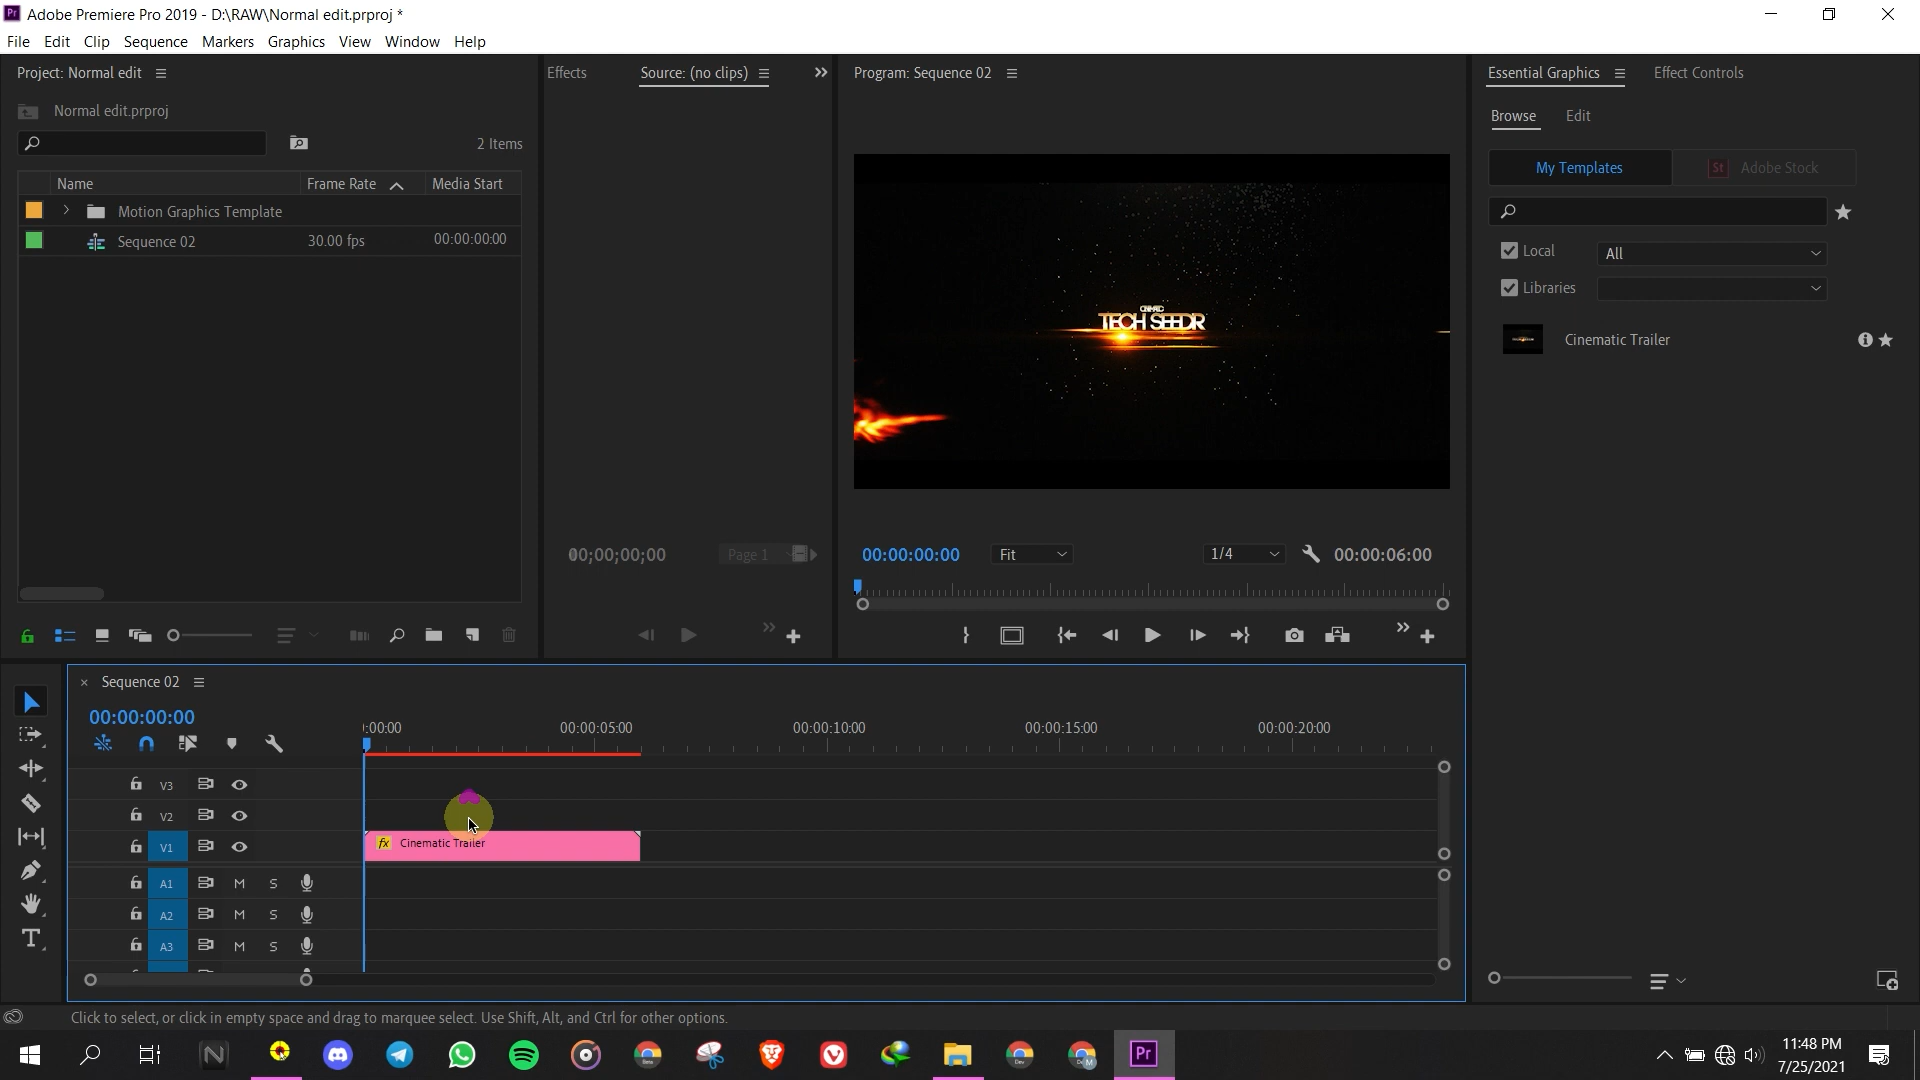 Adobe Premiere Pro 2019 - D:\RAW\Normal edit.prproj *
File Edit Clip Sequence Markers Graphics View Window Help
Project: Normal edit
Effects
Source: (no clips)
Program: Sequence 02
Essential Graphics
Effect Controls
Normal edit.prproj
Browse
Edit
2 Items
My Templates
St Adobe Stock
Name Frame Rate Media Start
Motion Graphics Template
Sequence 02 30.00 fps 00:00:00:00
Local All
Libraries
CINEMATIC
TECH SEEDR
Cinematic Trailer
00;00;00;00
Page 1
00:00:00:00
Fit
1/4
00:00:06:00
Sequence 02
00:00:00:00
:00:00 00:00:05:00 00:00:10:00 00:00:15:00 00:00:20:00
V3
V2
V1
fx Cinematic Trailer
A1 M S
A2 M S
A3 M S
Click to select, or click in empty space and drag to marquee select. Use Shift, Alt, and Ctrl for other options.
11:48 PM
7/25/2021